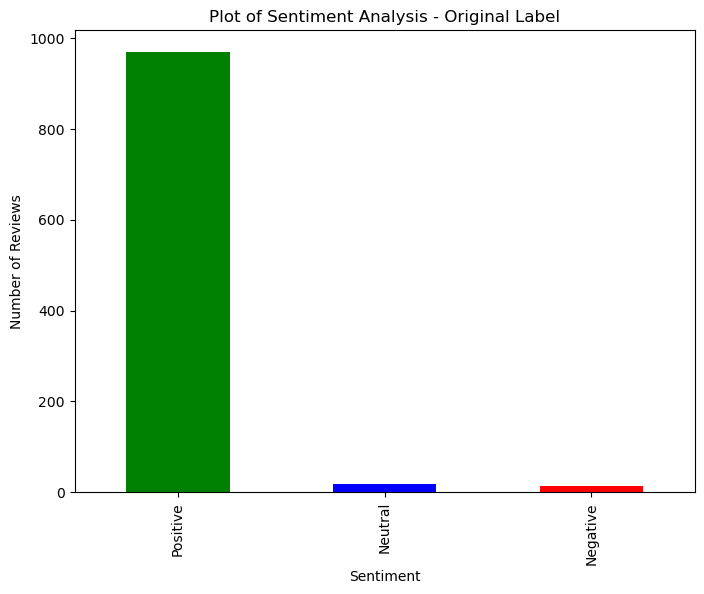 Plot of Sentiment Analysis - Original Label
1000
800
600
400
200
0
Number of Reviews
Positive
Neutral
Negative
Sentiment